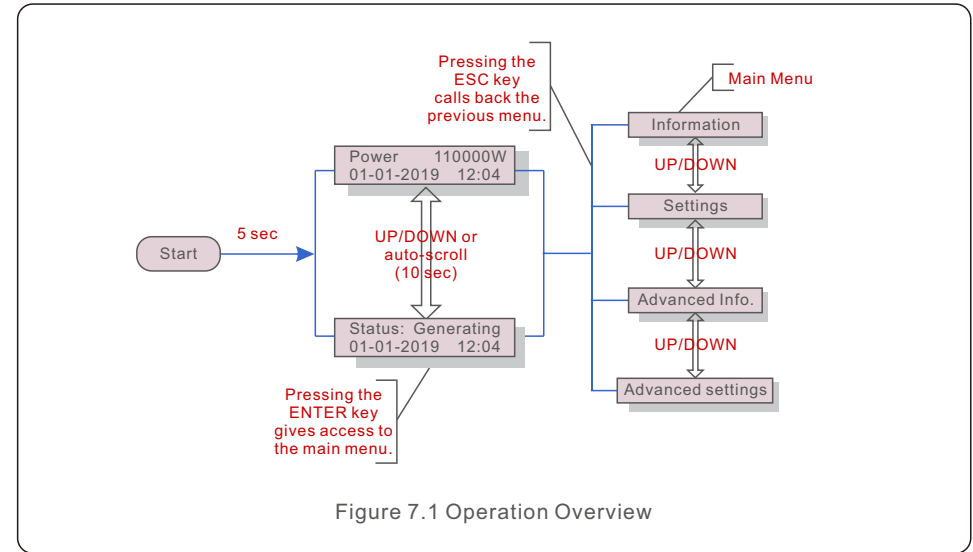 Pressing the
ESC key
calls back the
previous menu.
Main Menu
Information
UP/DOWN
Settings
UP/DOWN
Advanced Info.
UP/DOWN
Advanced settings
Power 110000W
01-01-2019 12:04
UP/DOWN or
auto-scroll
(10 sec)
Status: Generating
01-01-2019 12:04
Start
5 sec
Pressing the
ENTER key
gives access to
the main menu.
Figure 7.1 Operation Overview